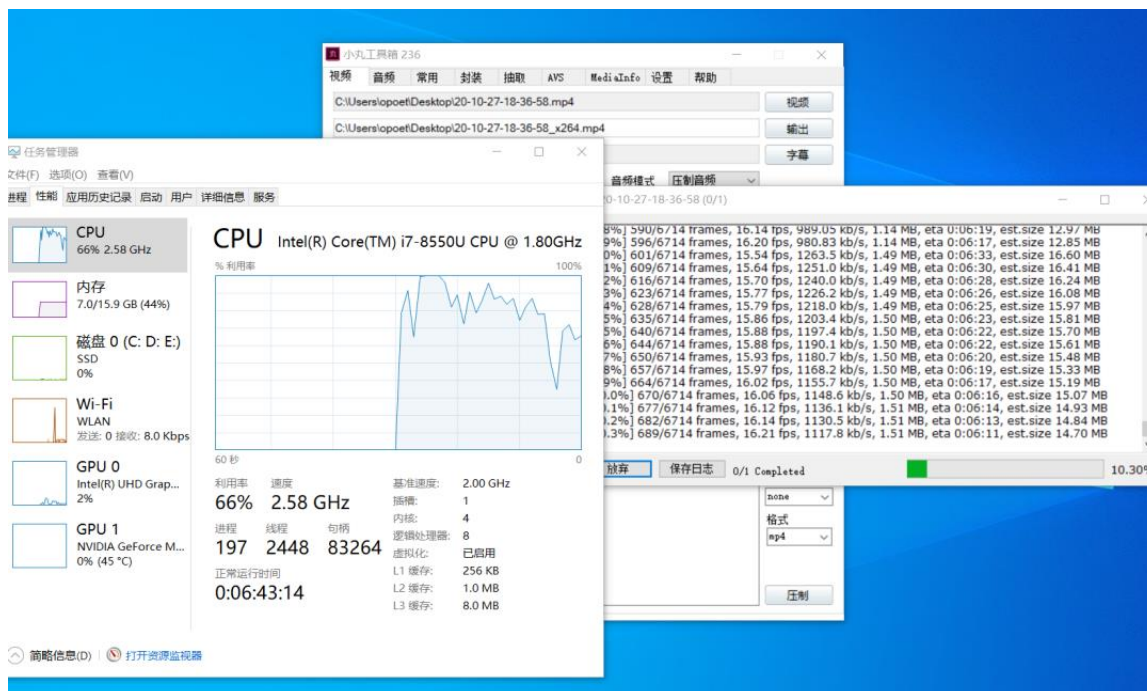 小丸工具箱 236
视频 音频 常用 封装 抽取 AVS MediaInfo 设置 帮助
C:\Users\opoet\Desktop\20-10-27-18-36-58.mp4 视频
C:\Users\opoet\Desktop\20-10-27-18-36-58_x264.mp4 输出
字幕
音频模式 压制音频
任务管理器
文件(F) 选项(O) 查看(V)
进程 性能 应用历史记录 启动 用户 详细信息 服务
CPU
66% 2.58 GHz
内存
7.0/15.9 GB (44%)
磁盘 0 (C: D: E:)
SSD
0%
Wi-Fi
WLAN
发送: 0 接收: 8.0 Kbps
GPU 0
Intel(R) UHD Grap...
2%
GPU 1
NVIDIA GeForce M...
0% (45 °C)
CPU Intel(R) Core(TM) i7-8550U CPU @ 1.80GHz
% 利用率 100%
60 秒 0
利用率 速度 基准速度: 2.00 GHz
66% 2.58 GHz 插槽: 1
内核: 4
进程 线程 句柄 逻辑处理器: 8
197 2448 83264 虚拟化: 已启用
正常运行时间 L1 缓存: 256 KB
0:06:43:14 L2 缓存: 1.0 MB
L3 缓存: 8.0 MB
简略信息(D) 打开资源监视器
0-10-27-18-36-58 (0/1)
8%] 590/6714 frames, 16.14 fps, 989.05 kb/s, 1.14 MB, eta 0:06:19, est.size 12.97 MB
9%] 596/6714 frames, 16.20 fps, 980.83 kb/s, 1.14 MB, eta 0:06:17, est.size 12.85 MB
0%] 601/6714 frames, 15.54 fps, 1263.5 kb/s, 1.49 MB, eta 0:06:33, est.size 16.60 MB
1%] 609/6714 frames, 15.64 fps, 1251.0 kb/s, 1.49 MB, eta 0:06:30, est.size 16.41 MB
2%] 616/6714 frames, 15.70 fps, 1240.0 kb/s, 1.49 MB, eta 0:06:28, est.size 16.24 MB
3%] 623/6714 frames, 15.77 fps, 1226.2 kb/s, 1.49 MB, eta 0:06:26, est.size 16.08 MB
4%] 628/6714 frames, 15.79 fps, 1218.0 kb/s, 1.49 MB, eta 0:06:25, est.size 15.97 MB
5%] 635/6714 frames, 15.86 fps, 1203.4 kb/s, 1.50 MB, eta 0:06:23, est.size 15.81 MB
5%] 640/6714 frames, 15.88 fps, 1197.4 kb/s, 1.50 MB, eta 0:06:22, est.size 15.70 MB
6%] 644/6714 frames, 15.88 fps, 1190.1 kb/s, 1.50 MB, eta 0:06:22, est.size 15.61 MB
7%] 650/6714 frames, 15.93 fps, 1180.7 kb/s, 1.50 MB, eta 0:06:20, est.size 15.48 MB
8%] 657/6714 frames, 15.97 fps, 1168.2 kb/s, 1.50 MB, eta 0:06:19, est.size 15.33 MB
9%] 664/6714 frames, 16.02 fps, 1155.7 kb/s, 1.50 MB, eta 0:06:17, est.size 15.19 MB
.0%] 670/6714 frames, 16.06 fps, 1148.6 kb/s, 1.50 MB, eta 0:06:16, est.size 15.07 MB
.1%] 677/6714 frames, 16.12 fps, 1136.1 kb/s, 1.51 MB, eta 0:06:14, est.size 14.93 MB
.2%] 682/6714 frames, 16.14 fps, 1130.5 kb/s, 1.51 MB, eta 0:06:13, est.size 14.84 MB
.3%] 689/6714 frames, 16.21 fps, 1117.8 kb/s, 1.51 MB, eta 0:06:11, est.size 14.70 MB
放弃 保存日志 0/1 Completed 10.30%
none
格式
mp4
压制